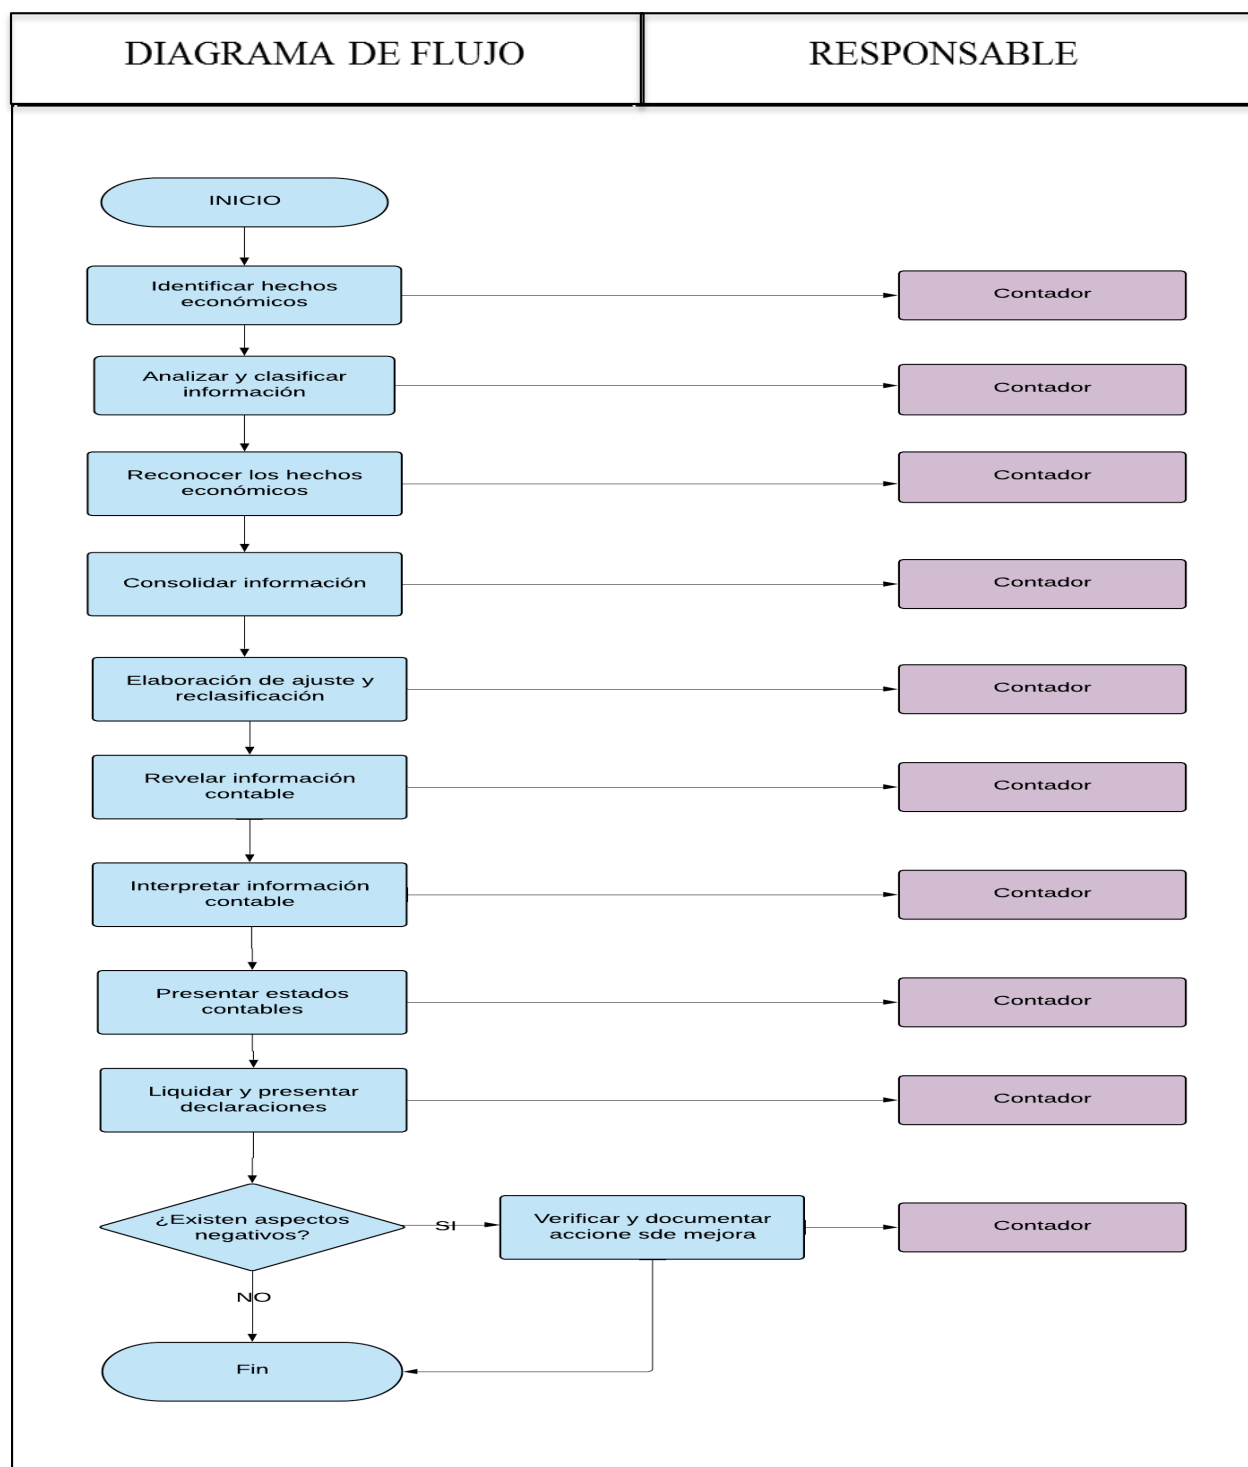 DIAGRAMA DE FLUJO
RESPONSABLE
INICIO
Identificar hechos
económicos
Contador
Analizar y clasificar
información
Contador
Reconocer los hechos
económicos
Contador
Consolidar información
Contador
Elaboración de ajuste y
reclasificación
Contador
Revelar información
contable
Contador
Interpretar información
contable
Contador
Presentar estados
contables
Contador
Liquidar y presentar
declaraciones
Contador
¿Existen aspectos
negativos?
SI
Verificar y documentar
accione sde mejora
Contador
NO
Fin